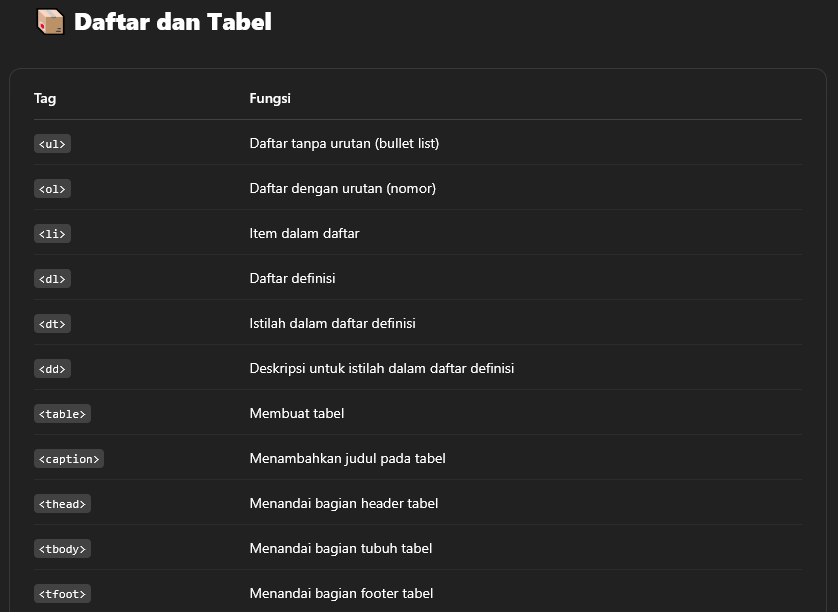 Daftar dan Tabel
Tag Fungsi
<ul> Daftar tanpa urutan (bullet list)
<ol> Daftar dengan urutan (nomor)
<li> Item dalam daftar
<dl> Daftar definisi
<dt> Istilah dalam daftar definisi
<dd> Deskripsi untuk istilah dalam daftar definisi
<table> Membuat tabel
<caption> Menambahkan judul pada tabel
<thead> Menandai bagian header tabel
<tbody> Menandai bagian tubuh tabel
<tfoot> Menandai bagian footer tabel